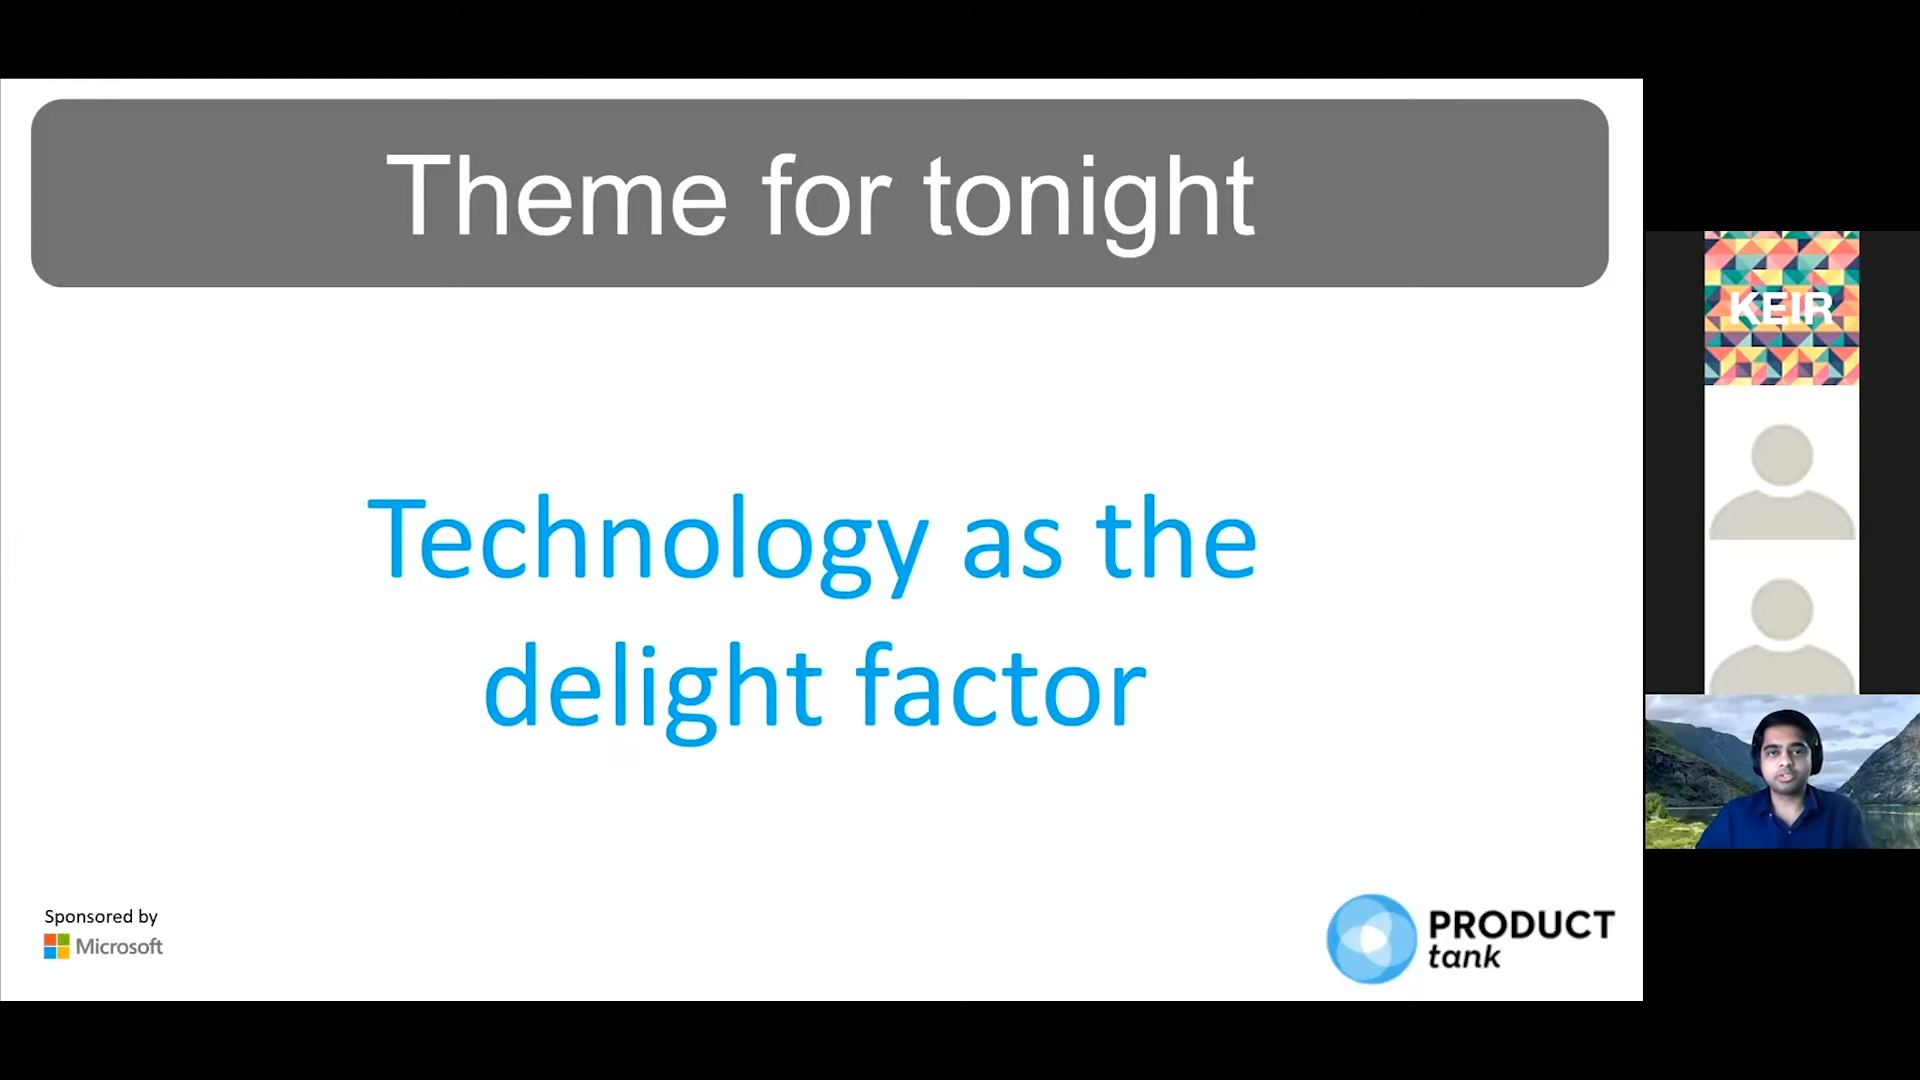 Theme for tonight
Technology as the
delight factor
Sponsored by
Microsoft
PRODUCT
tank
KEIR